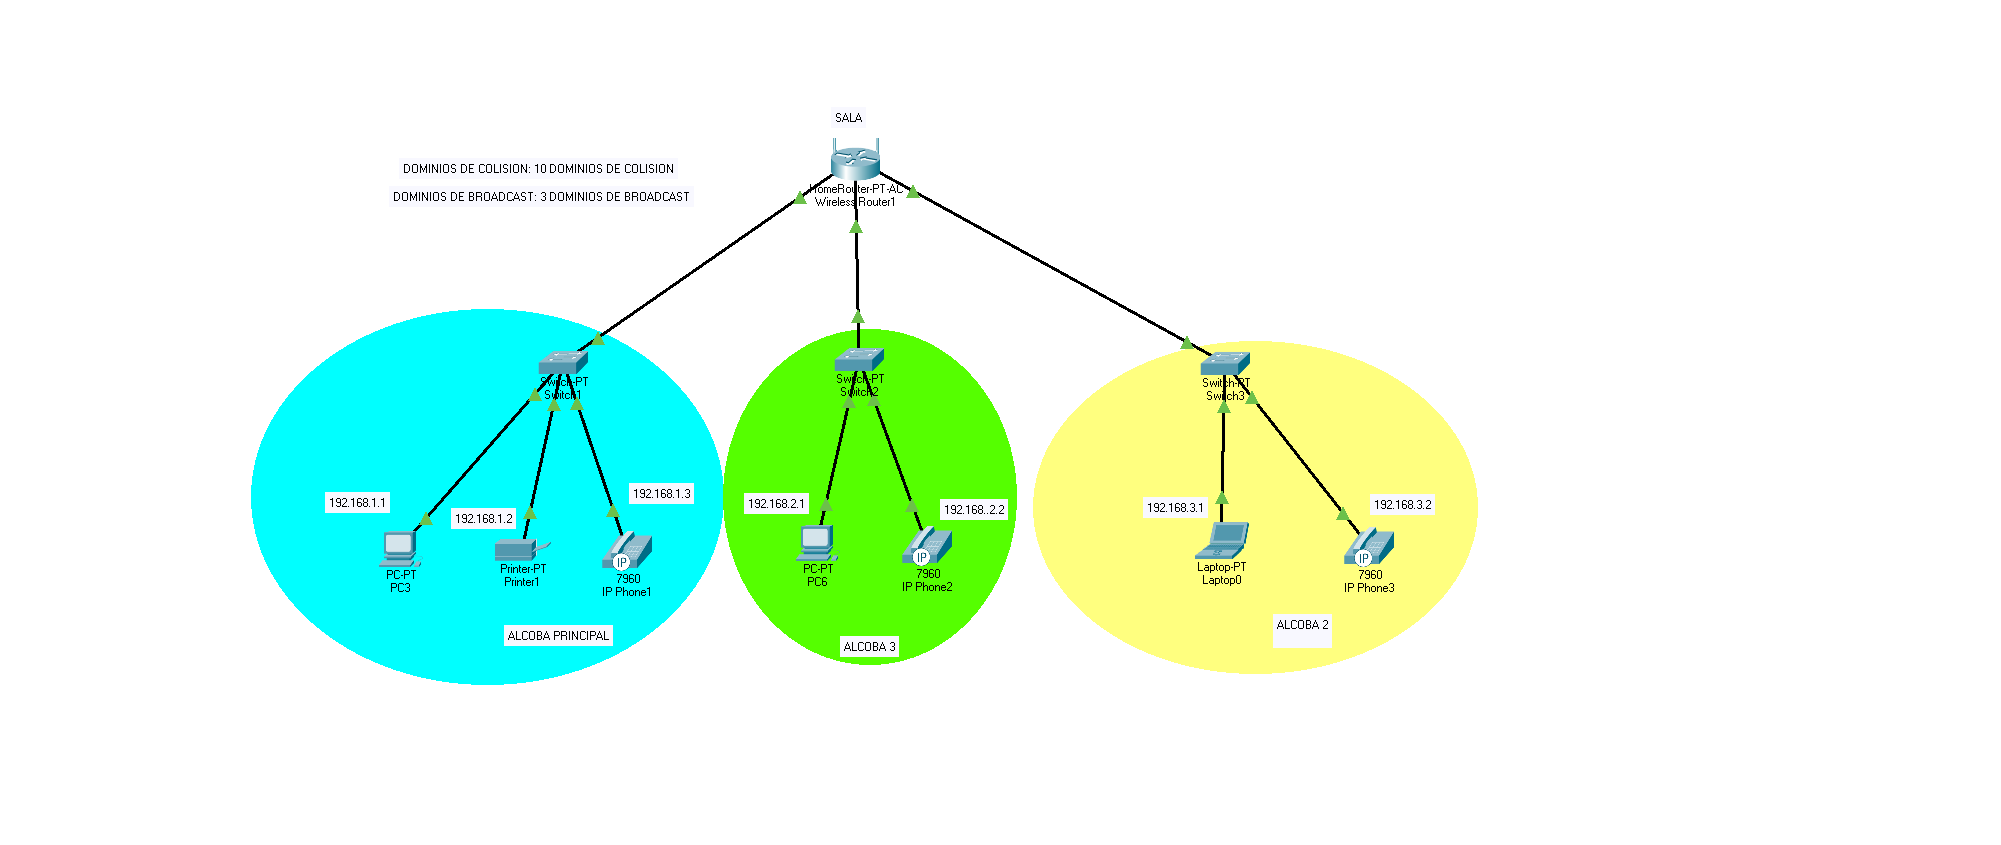 SALA
DOMINIOS DE COLISION: 10 DOMINIOS DE COLISION
DOMINIOS DE BROADCAST: 3 DOMINIOS DE BROADCAST
HomeRouter-PT-AC
Wireless Router1
Switch-PT
Switch1
Switch-PT
Switch2
Switch-PT
Switch3
192.168.1.1
192.168.1.2
192.168.1.3
192.168.2.1
192.168..2.2
192.168.3.1
192.168.3.2
PC-PT
PC3
Printer-PT
Printer1
IP
7960
IP Phone1
PC-PT
PC6
IP
7960
IP Phone2
Laptop-PT
Laptop0
IP
7960
IP Phone3
ALCOBA PRINCIPAL
ALCOBA 3
ALCOBA 2